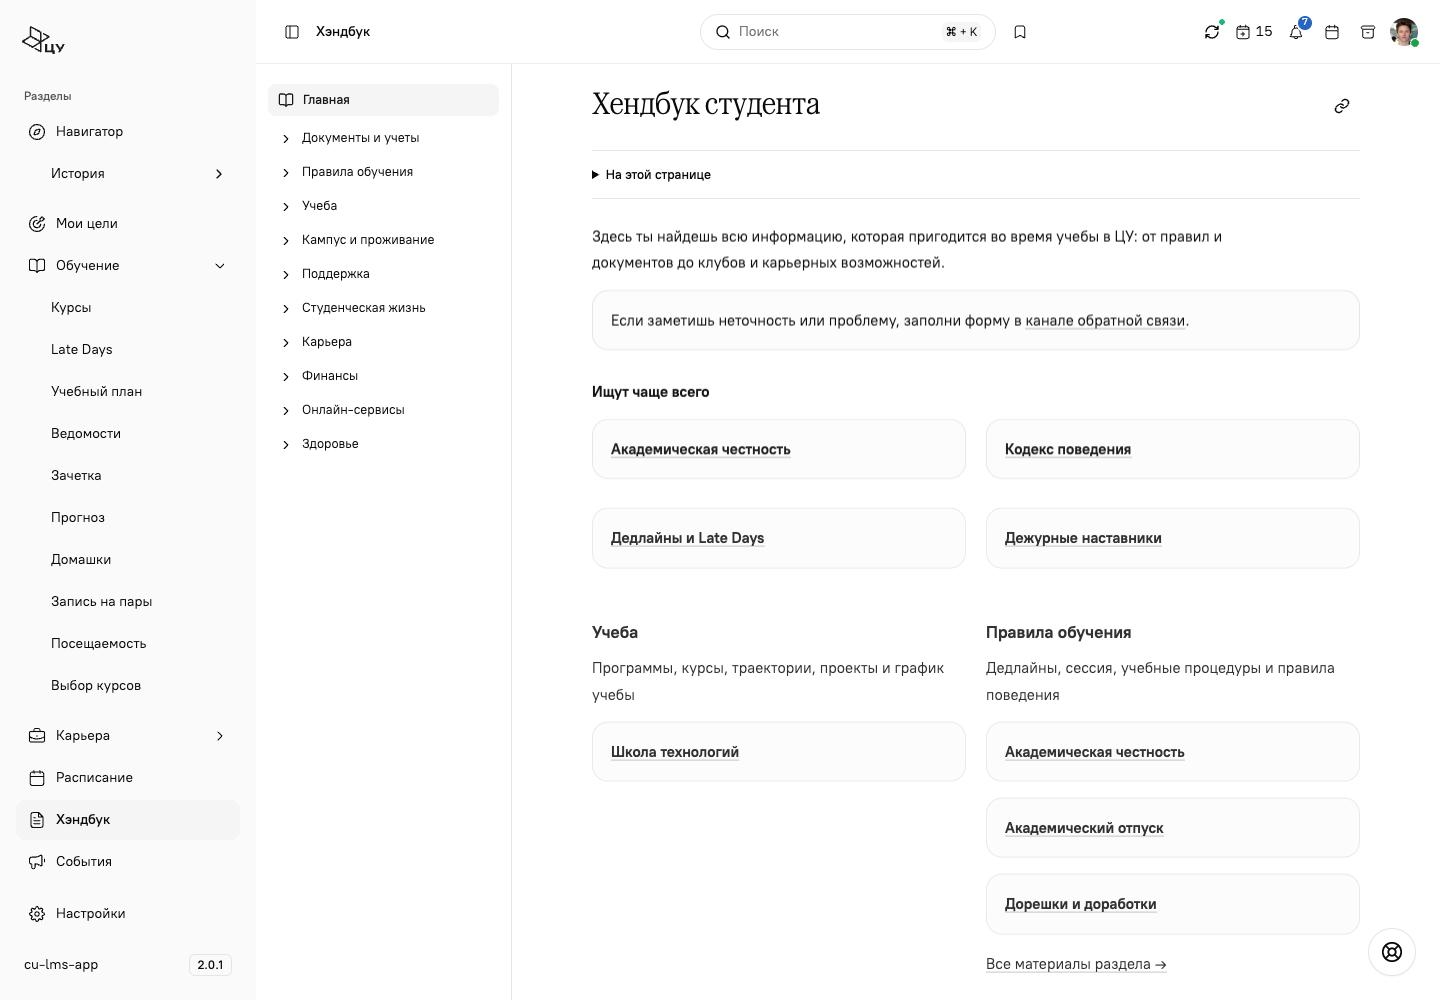 ЦУ
Разделы
Навигатор
История
Мои цели
Обучение
Курсы
Late Days
Учебный план
Ведомости
Зачетка
Прогноз
Домашки
Запись на пары
Посещаемость
Выбор курсов
Карьера
Расписание
Хэндбук
События
Настройки
cu-lms-app
2.0.1
Хэндбук
Поиск
⌘ + K
15
7
Главная
Документы и учеты
Правила обучения
Учеба
Кампус и проживание
Поддержка
Студенческая жизнь
Карьера
Финансы
Онлайн-сервисы
Здоровье
Хендбук студента
На этой странице
Здесь ты найдешь всю информацию, которая пригодится во время учебы в ЦУ: от правил и
документов до клубов и карьерных возможностей.
Если заметишь неточность или проблему, заполни форму в канале обратной связи.
Ищут чаще всего
Академическая честность
Кодекс поведения
Дедлайны и Late Days
Дежурные наставники
Учеба
Программы, курсы, траектории, проекты и график
учебы
Школа технологий
Правила обучения
Дедлайны, сессия, учебные процедуры и правила
поведения
Академическая честность
Академический отпуск
Дорешки и доработки
Все материалы раздела →